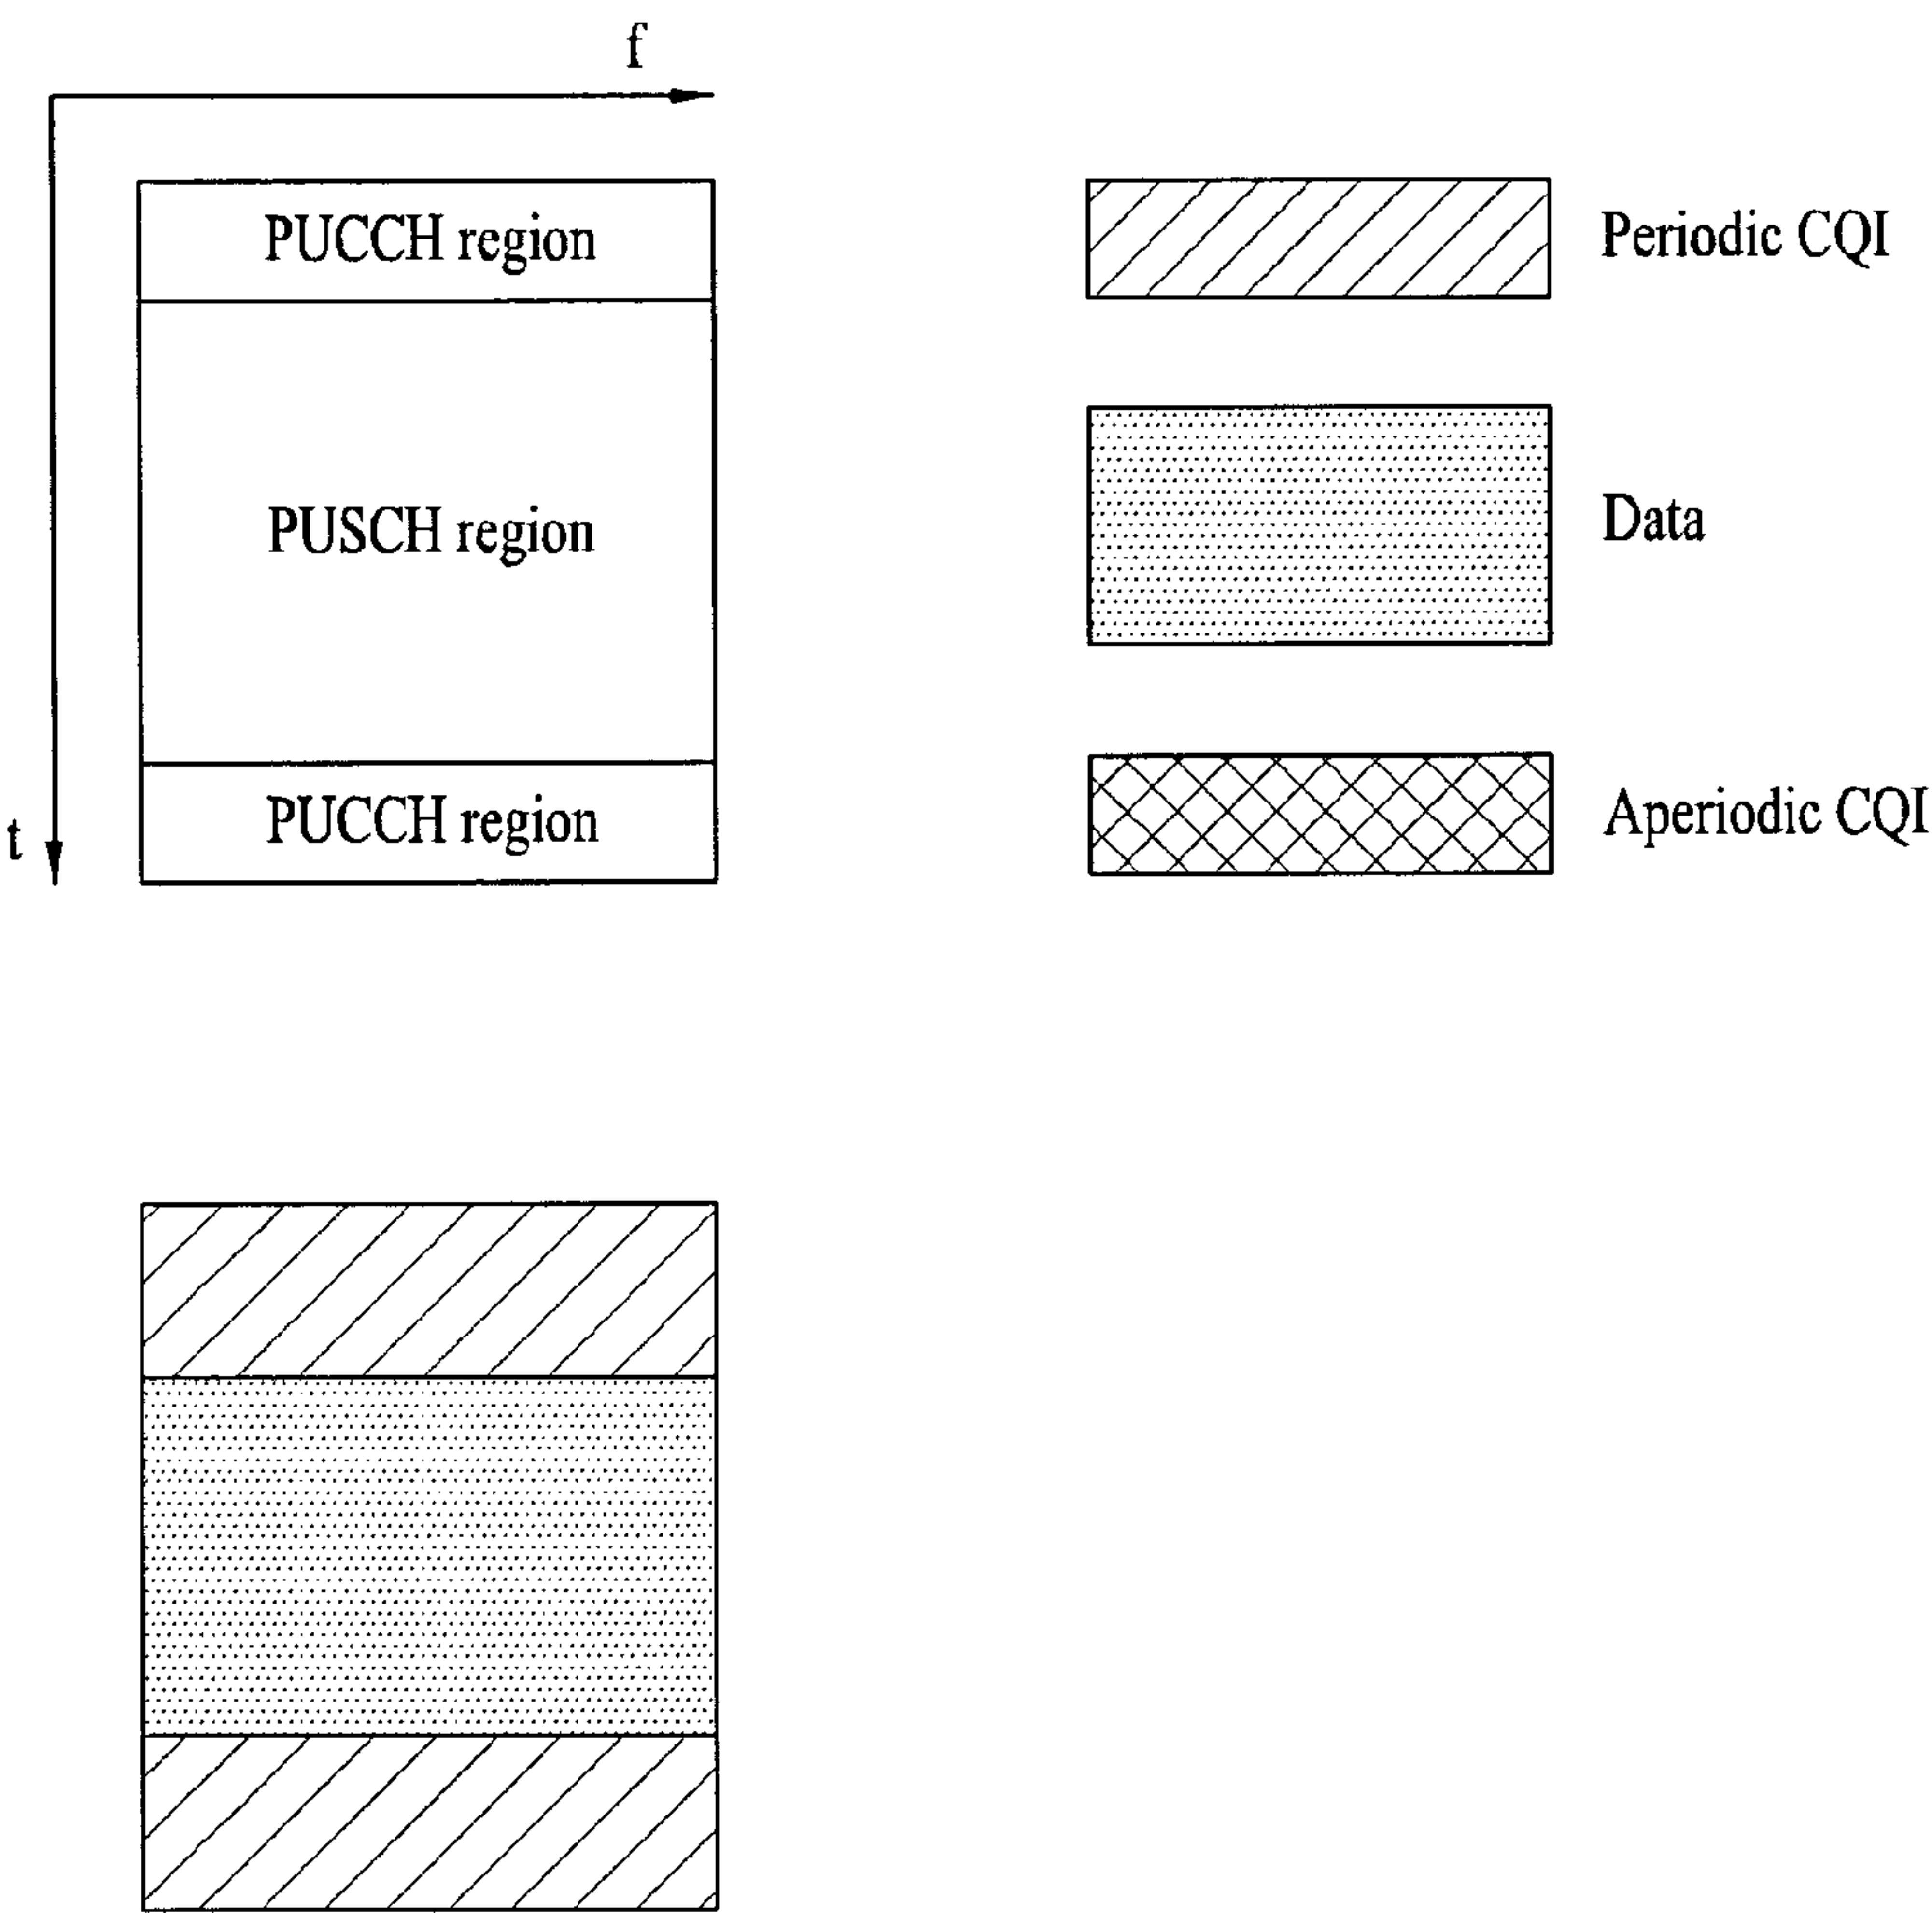 f
PUCCH region
Periodic CQI
PUSCH region
Data
t
PUCCH region
Aperiodic CQI